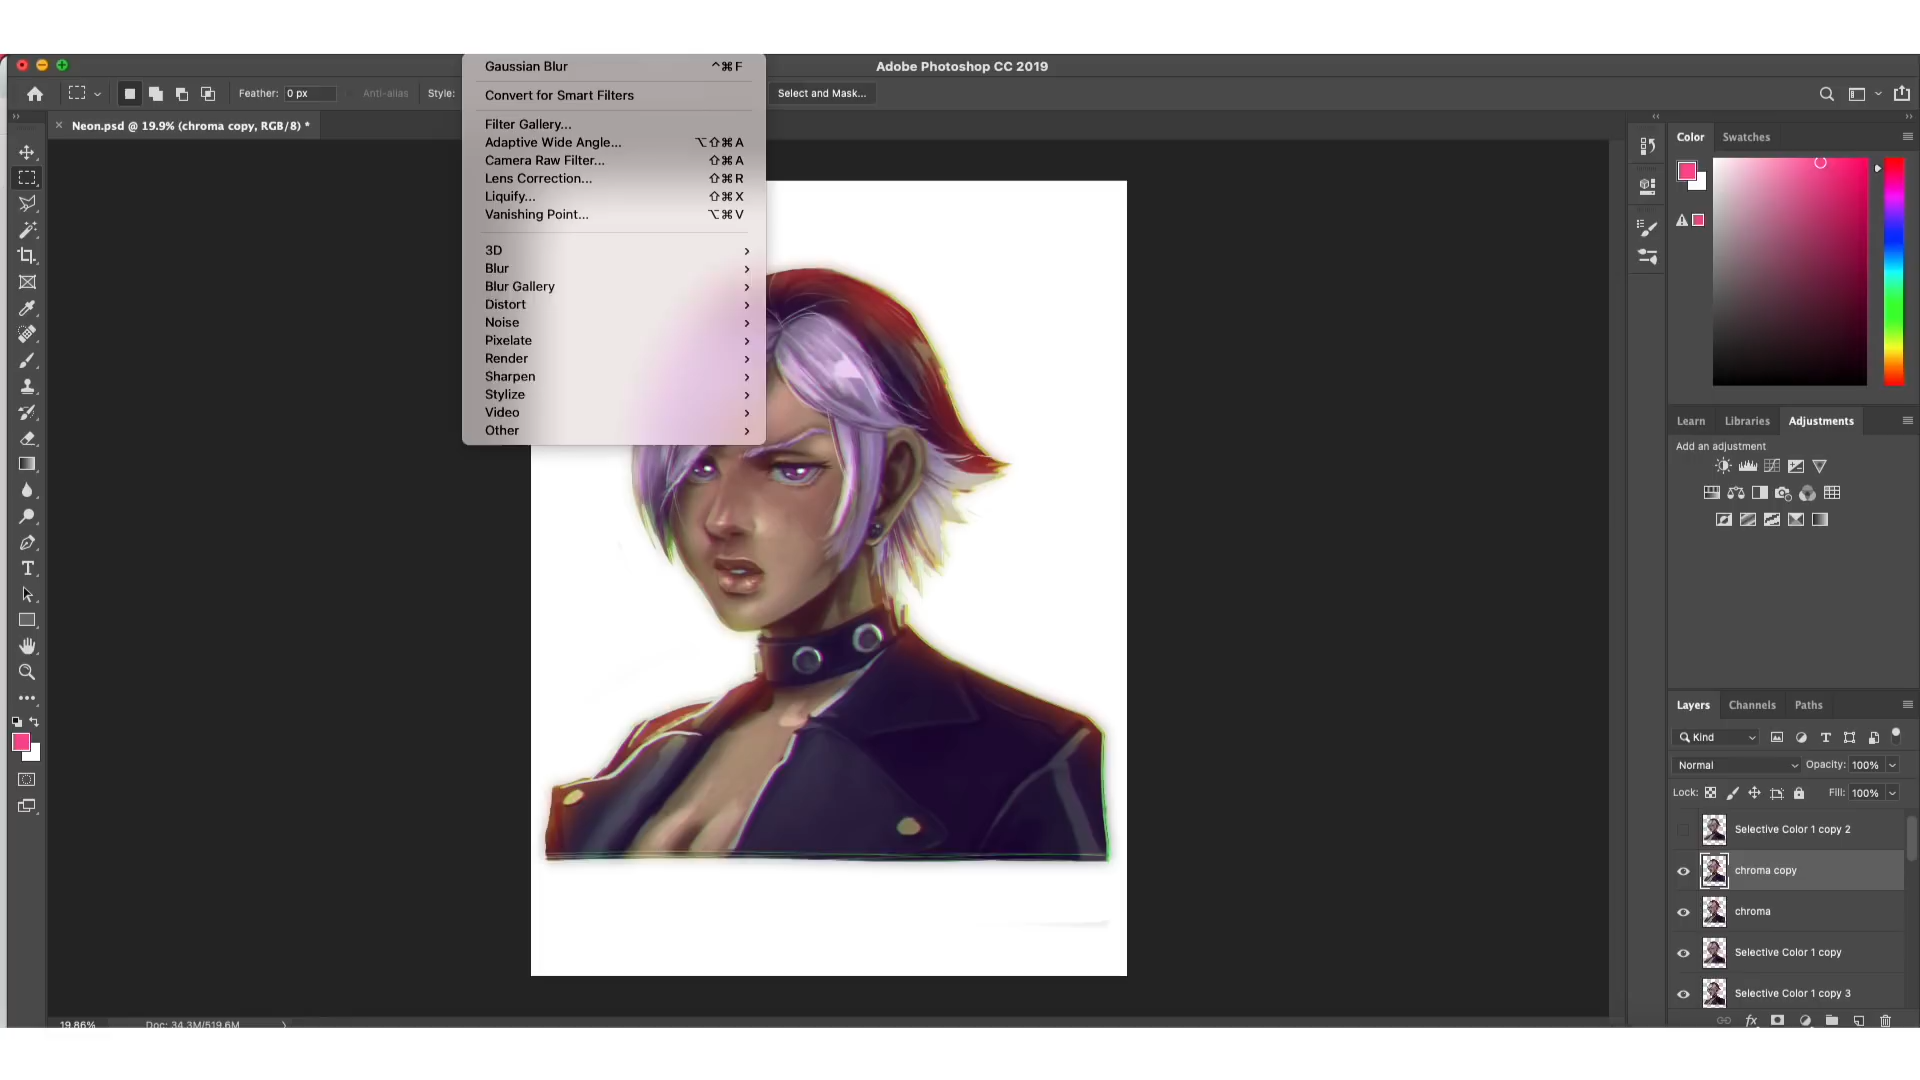 Adobe Photoshop CC 2019
Gaussian Blur ^⌘F
Convert for Smart Filters
Filter Gallery...
Adaptive Wide Angle... ⌥⇧⌘A
Camera Raw Filter... ⇧⌘A
Lens Correction... ⇧⌘R
Liquify... ⇧⌘X
Vanishing Point... ⌥⌘V
3D
Blur
Blur Gallery
Distort
Noise
Pixelate
Render
Sharpen
Stylize
Video
Other
Feather: 0 px Anti-alias Style: Select and Mask...
Neon.psd @ 19.9% (chroma copy, RGB/8) *
Color Swatches
Learn Libraries Adjustments
Add an adjustment
Layers Channels Paths
Kind
Normal Opacity: 100%
Lock: Fill: 100%
Selective Color 1 copy 2
chroma copy
chroma
Selective Color 1 copy
Selective Color 1 copy 3
19.86% Doc: 34.3M/519.6M